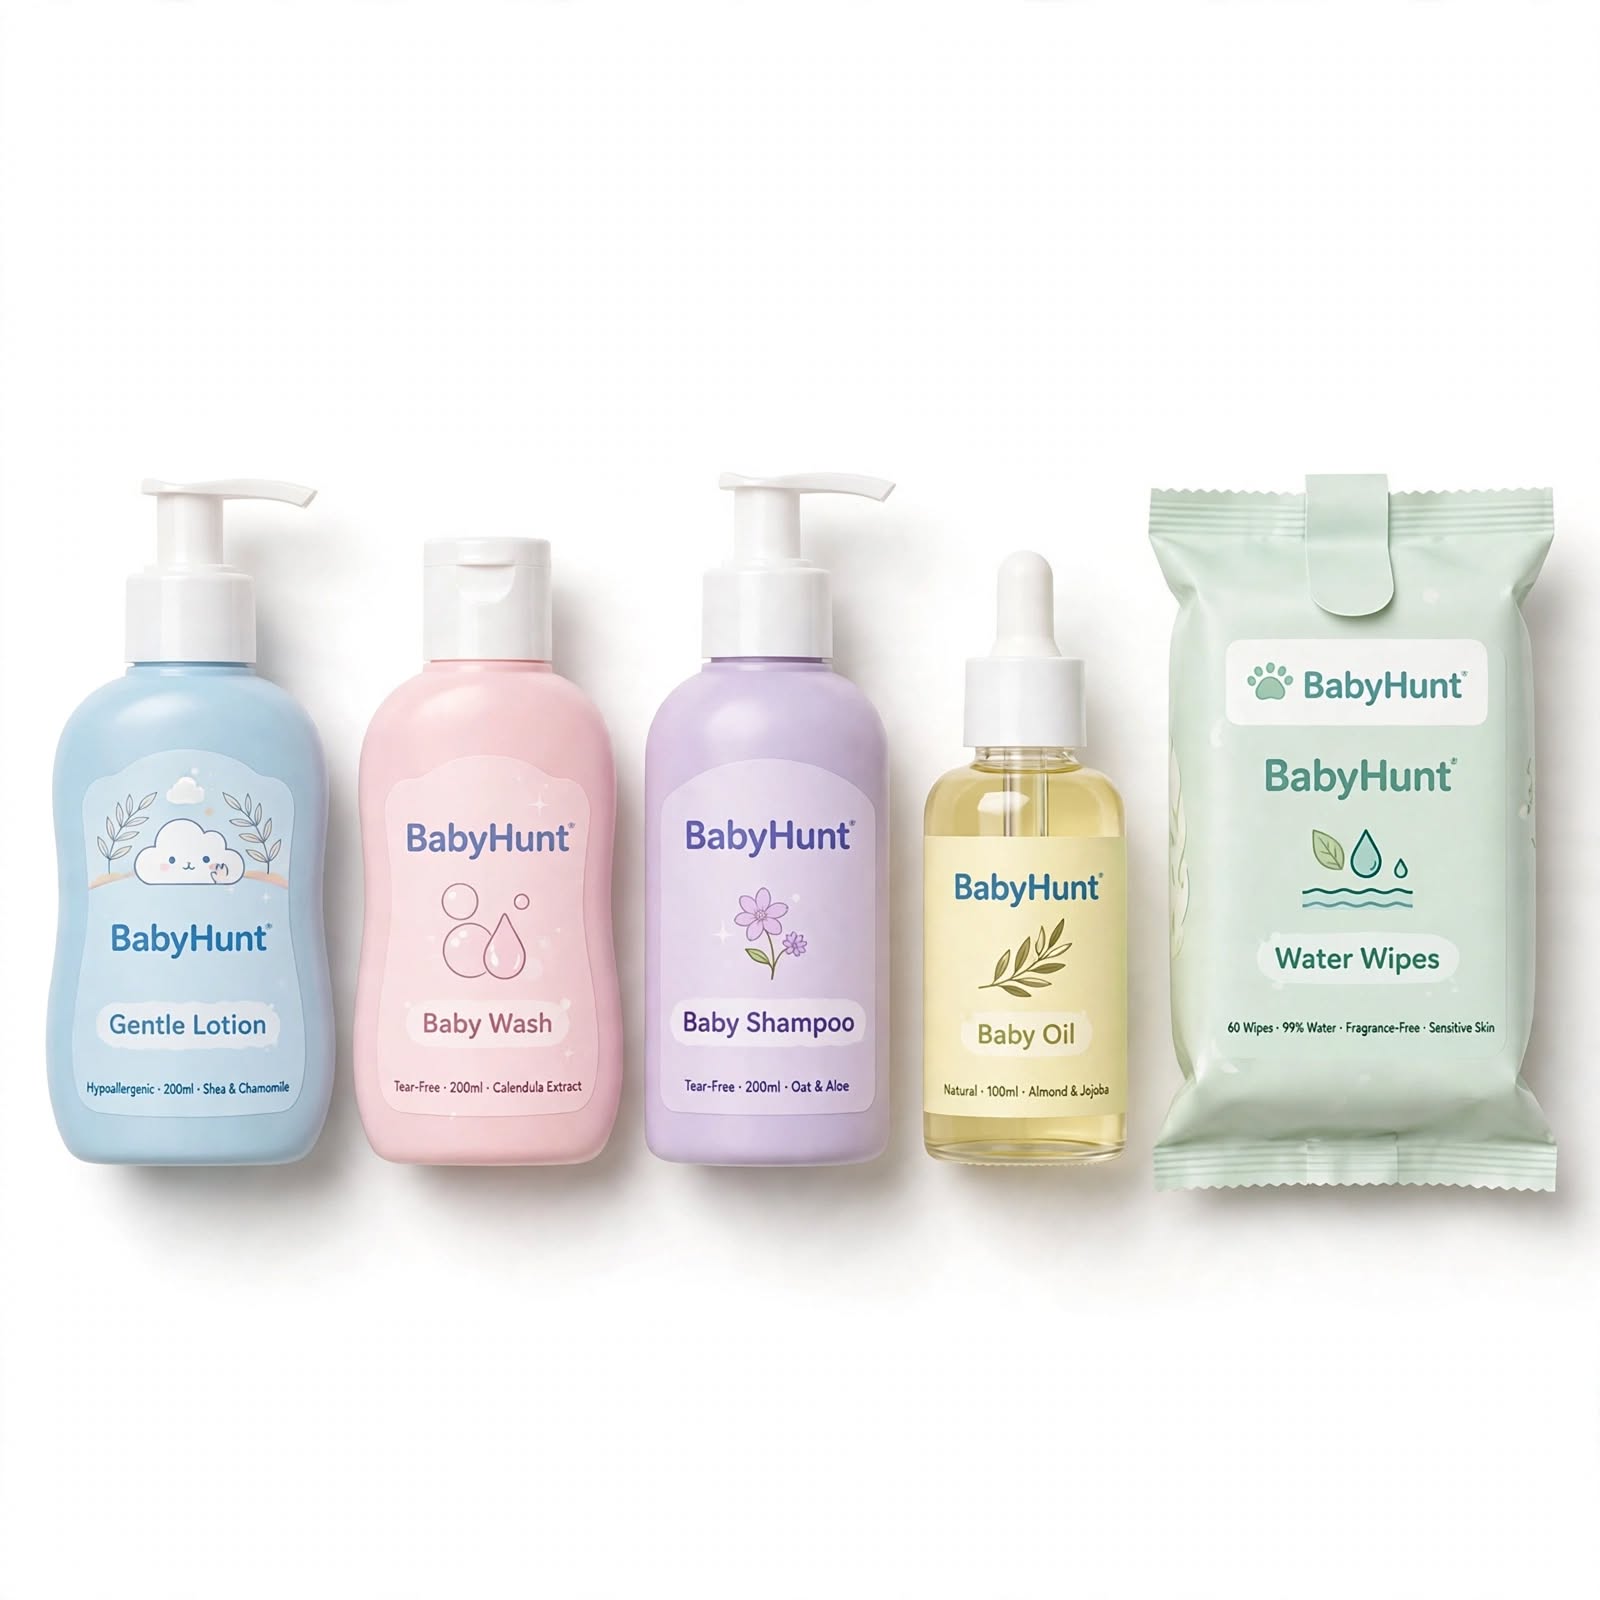 BabyHunt®
Gentle Lotion
Hypoallergenic · 200ml · Shea & Chamomile
BabyHunt®
Baby Wash
Tear-Free · 200ml · Calendula Extract
BabyHunt®
Baby Shampoo
Tear-Free · 200ml · Oat & Aloe
BabyHunt®
Baby Oil
Natural · 100ml · Almond & Jojoba
BabyHunt®
BabyHunt®
Water Wipes
60 Wipes · 99% Water · Fragrance-Free · Sensitive Skin